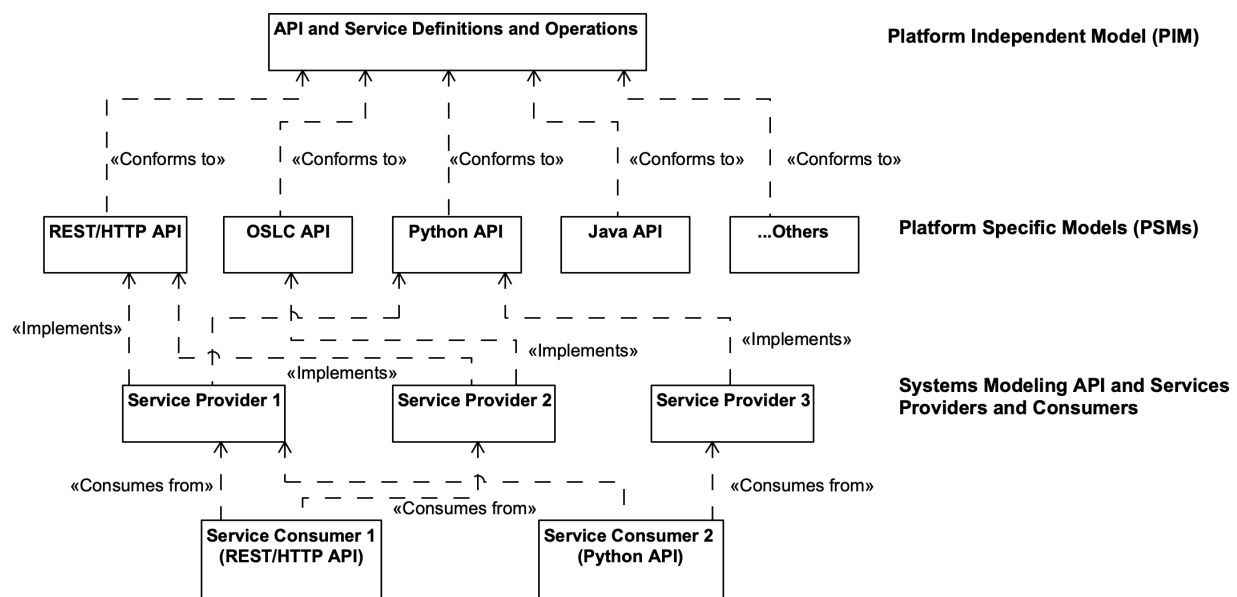 API and Service Definitions and Operations
Platform Independent Model (PIM)
«Conforms to»
«Conforms to»
«Conforms to»
«Conforms to»
«Conforms to»
REST/HTTP API
OSLC API
Python API
Java API
...Others
Platform Specific Models (PSMs)
«Implements»
«Implements»
«Implements»
«Implements»
Service Provider 1
Service Provider 2
Service Provider 3
Systems Modeling API and Services
Providers and Consumers
«Consumes from»
«Consumes from»
«Consumes from»
Service Consumer 1
(REST/HTTP API)
Service Consumer 2
(Python API)